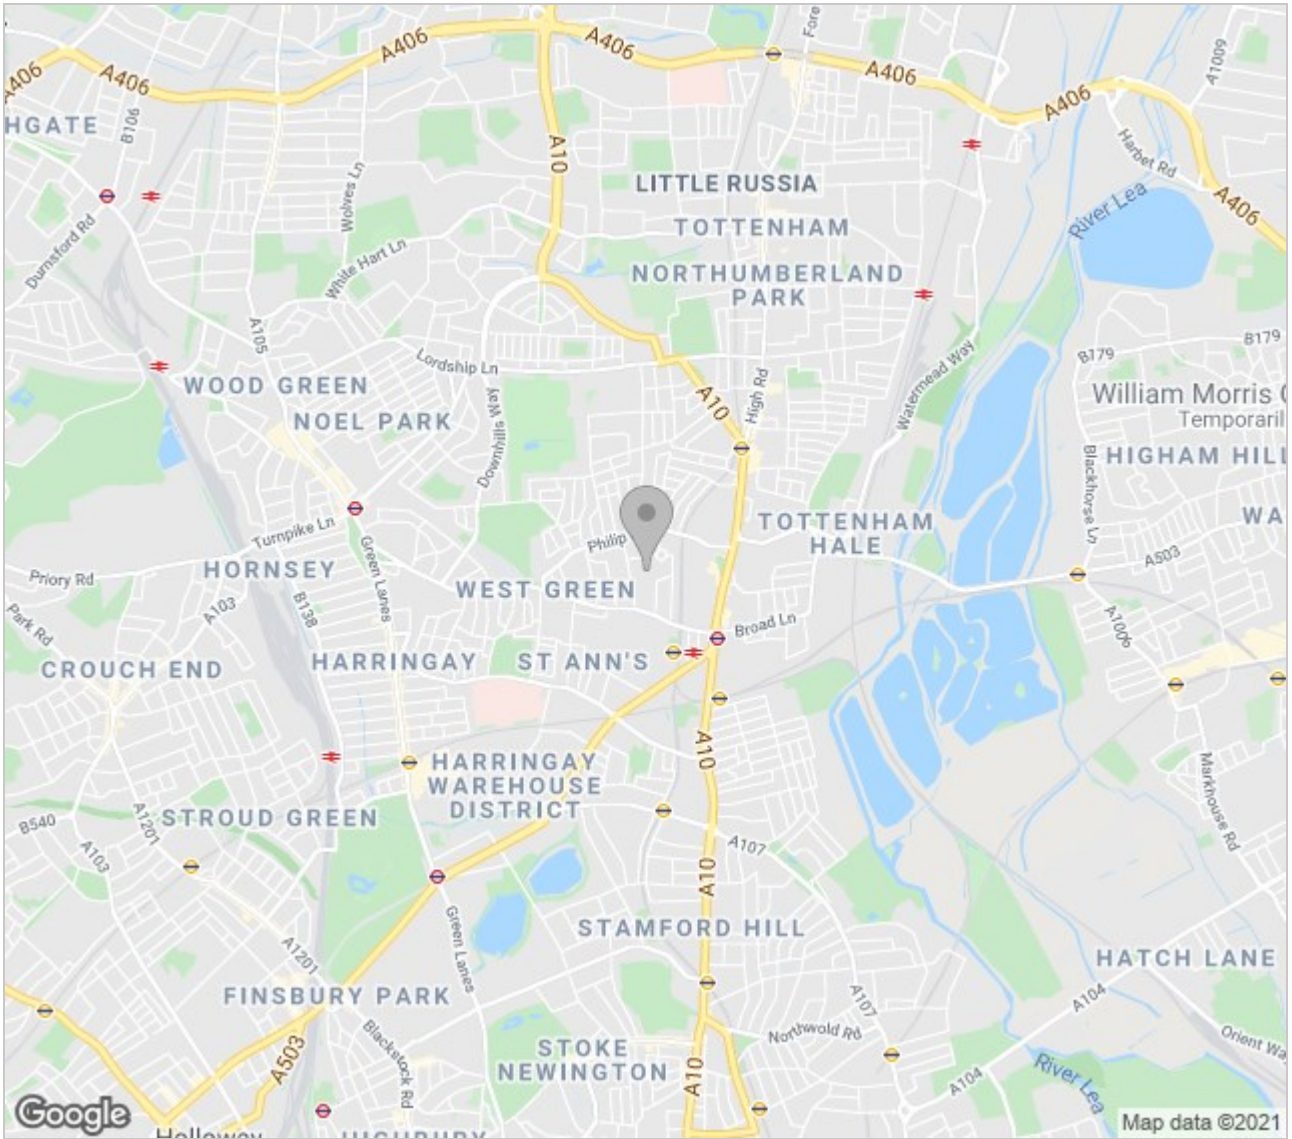 A406
A406
Fore
A406
A406
A406
A406
A1009
A406
HGATE
B106
A10
Wolves Ln
Harbet Rd
LITTLE RUSSIA
TOTTENHAM
River Lea
Durnsford Rd
White Hart Ln
NORTHUMBERLAND
PARK
A105
Lordship Ln
Watermead Way
B179
B179
WOOD GREEN
NOEL PARK
A10
High Rd
Downhills Way
William Morris
Temporaril
HIGHAM HILL
Blackhorse Ln
WA
Turnpike Ln
Philip
TOTTENHAM
HALE
Green Lanes
HORNSEY
Priory Rd
A103
B138
WEST GREEN
A503
Park Rd
Broad Ln
A1006
CROUCH END
HARRINGAY
ST ANN'S
A10
HARRINGAY
WAREHOUSE
DISTRICT
Markhouse Rd
STROUD GREEN
B540
A1201
A103
A107
A10
Green Lanes
STAMFORD HILL
A1201
HATCH LANE
FINSBURY PARK
A107
A104
Blackstock Rd
Northwold Rd
Orient Wa
A503
STOKE
NEWINGTON
A10
A104
River Lea
Google
Holloway
HIGHBURY
Map data ©2021